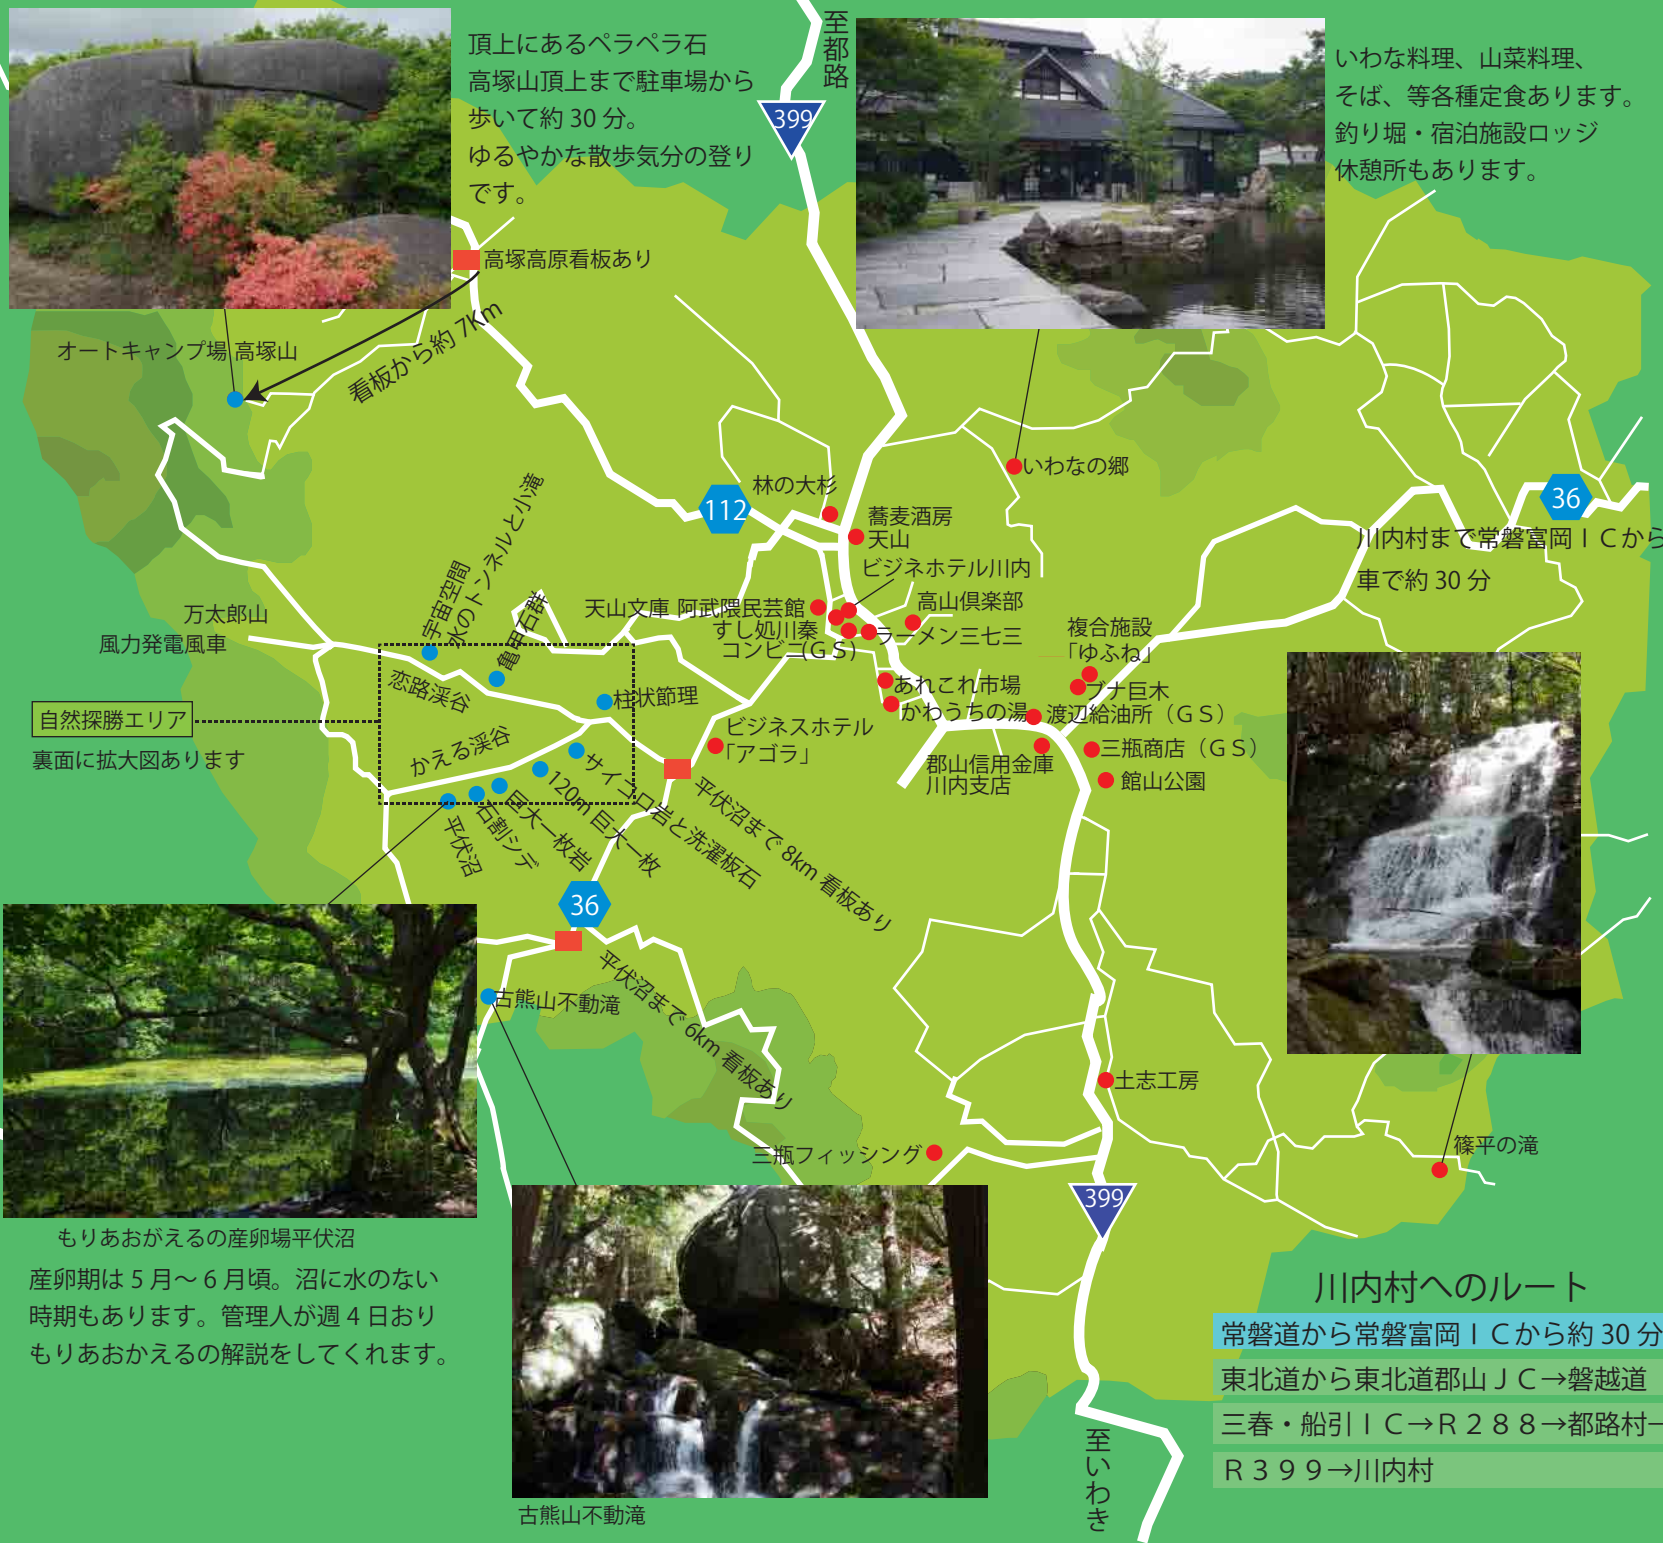 頂上にあるペラペラ石
高塚山頂上まで駐車場から
歩いて約 30 分。
ゆるやかな散歩気分の登り
です。
至都路
399
いわな料理、山菜料理、
そば、等各種定食あります。
釣り堀・宿泊施設ロッジ
休憩所もあります。
高塚高原看板あり
看板から約 7Km
オートキャンプ場 高塚山
いわなの郷
112
林の大杉
蕎麦酒房
天山
ビジネホテル川内
36
川内村まで常磐富岡ＩＣから
車で約 30 分
宇宙空間
水のトンネルと小滝
亀甲石群
万太郎山
風力発電風車
天山文庫 阿武隈民芸館
すし処川秦
コンビニ(ＧＳ)
高山倶楽部
ラーメン三七三
複合施設
「ゆふね」
ブナ巨木
恋路渓谷
柱状節理
あれこれ市場
かわうちの湯
渡辺給油所（ＧＳ）
自然探勝エリア
裏面に拡大図あります
かえる渓谷
ビジネスホテル
「アゴラ」
郡山信用金庫
川内支店
三瓶商店（ＧＳ）
館山公園
サイコロ岩と洗濯板石
120m 巨大一枚
巨大一枚岩
石割シデ
平伏沼
平伏沼まで 8km 看板あり
36
平伏沼まで 6km 看板あり
古熊山不動滝
土志工房
三瓶フィッシング
篠平の滝
399
もりあおがえるの産卵場平伏沼
産卵期は 5 月〜 6 月頃。沼に水のない
時期もあります。管理人が週 4 日おり
もりあおかえるの解説をしてくれます。
古熊山不動滝
至いわき
川内村へのルート
常磐道から常磐富岡ＩＣから約 30 分
東北道から東北道郡山ＪＣ→磐越道
三春・船引ＩＣ→Ｒ２８８→都路村→
Ｒ３９９→川内村